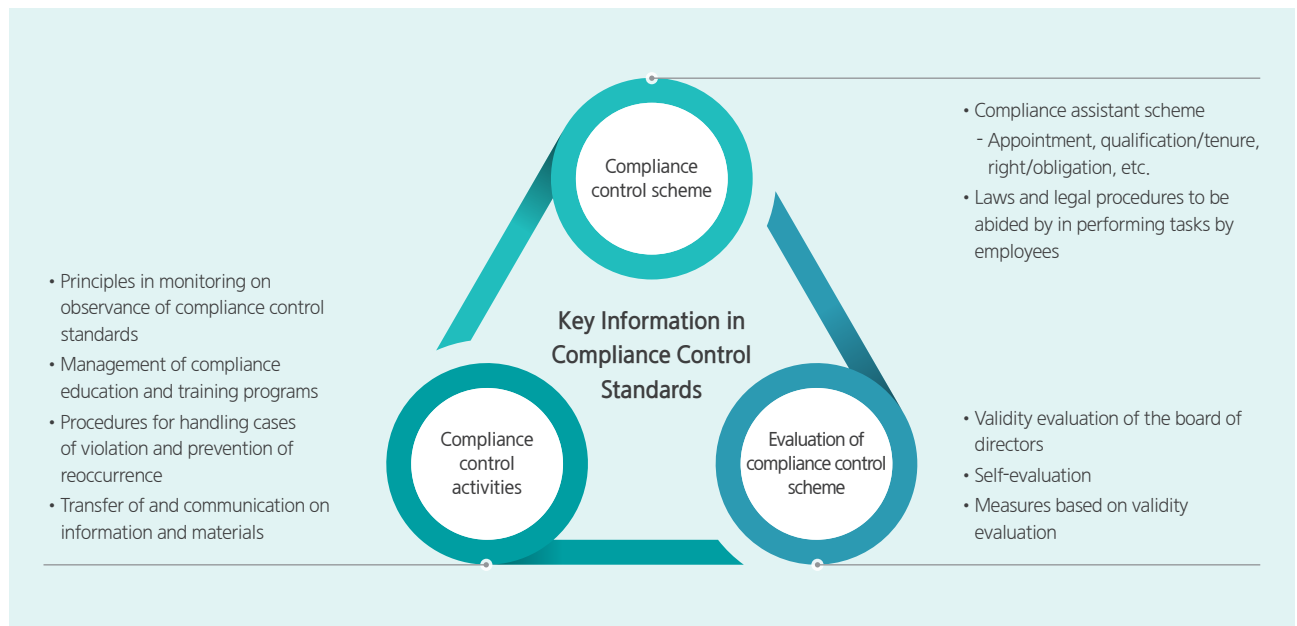 Compliance
control scheme
• Compliance assistant scheme
- Appointment, qualification/tenure,
right/obligation, etc.
• Laws and legal procedures to be
abided by in performing tasks by
employees
Key Information in
Compliance Control
Standards
• Principles in monitoring on
observance of compliance control
standards
• Management of compliance
education and training programs
• Procedures for handling cases
of violation and prevention of
reoccurrence
• Transfer of and communication on
information and materials
Compliance
control
activities
Evaluation of
compliance control
scheme
• Validity evaluation of the board of
directors
• Self-evaluation
• Measures based on validity
evaluation